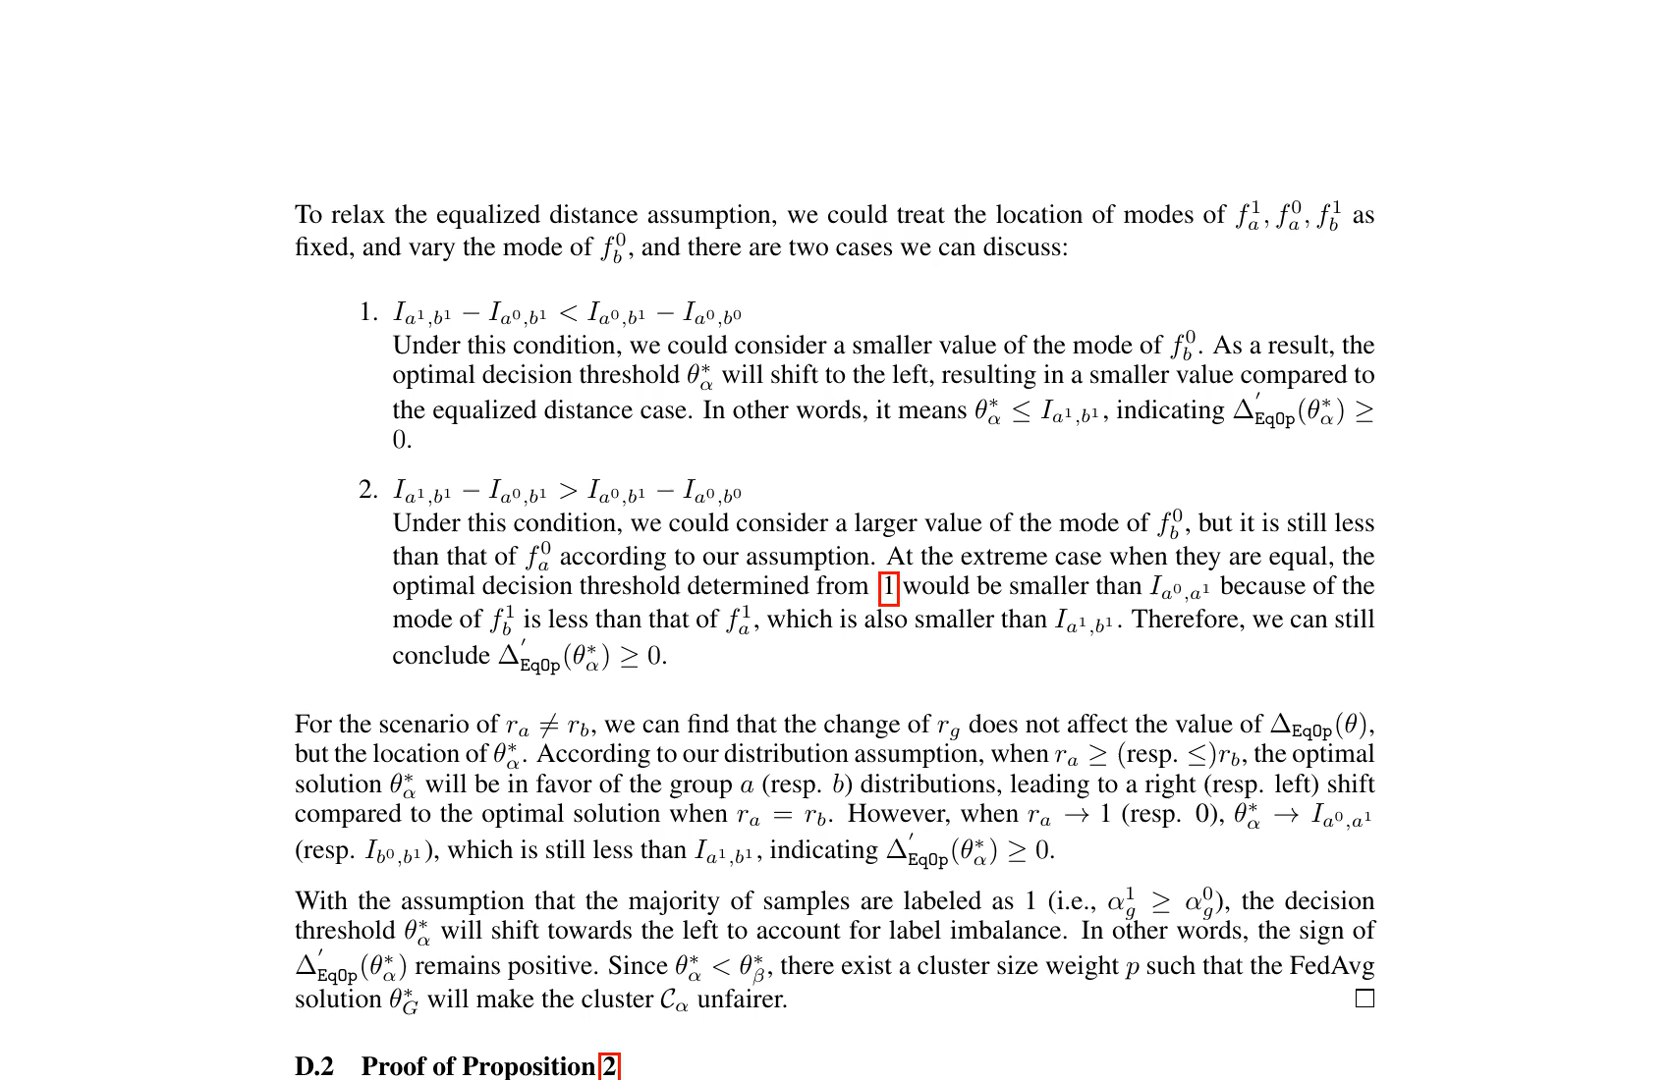 To relax the equalized distance assumption, we could treat the location of modes of $f_a^1, f_a^0, f_b^1$ as
fixed, and vary the mode of $f_b^0$, and there are two cases we can discuss:
1. $I_{a^1,b^1} - I_{a^0,b^1} < I_{a^0,b^1} - I_{a^0,b^0}$
Under this condition, we could consider a smaller value of the mode of $f_b^0$. As a result, the
optimal decision threshold $\theta_\alpha^*$ will shift to the left, resulting in a smaller value compared to
the equalized distance case. In other words, it means $\theta_\alpha^* \leq I_{a^1,b^1}$, indicating $\Delta_{\texttt{EqOp}}^{'}(\theta_\alpha^*) \geq$
0.
2. $I_{a^1,b^1} - I_{a^0,b^1} > I_{a^0,b^1} - I_{a^0,b^0}$
Under this condition, we could consider a larger value of the mode of $f_b^0$, but it is still less
than that of $f_a^0$ according to our assumption. At the extreme case when they are equal, the
optimal decision threshold determined from 1 would be smaller than $I_{a^0,a^1}$ because of the
mode of $f_b^1$ is less than that of $f_a^1$, which is also smaller than $I_{a^1,b^1}$. Therefore, we can still
conclude $\Delta_{\texttt{EqOp}}^{'}(\theta_\alpha^*) \geq 0$.
For the scenario of $r_a \neq r_b$, we can find that the change of $r_g$ does not affect the value of $\Delta_{\texttt{EqOp}}(\theta)$,
but the location of $\theta_\alpha^*$. According to our distribution assumption, when $r_a \geq$ (resp. $\leq$)$r_b$, the optimal
solution $\theta_\alpha^*$ will be in favor of the group $a$ (resp. $b$) distributions, leading to a right (resp. left) shift
compared to the optimal solution when $r_a = r_b$. However, when $r_a \rightarrow 1$ (resp. 0), $\theta_\alpha^* \rightarrow I_{a^0,a^1}$
(resp. $I_{b^0,b^1}$), which is still less than $I_{a^1,b^1}$, indicating $\Delta_{\texttt{EqOp}}^{'}(\theta_\alpha^*) \geq 0$.
With the assumption that the majority of samples are labeled as 1 (i.e., $\alpha_g^1 \geq \alpha_g^0$), the decision
threshold $\theta_\alpha^*$ will shift towards the left to account for label imbalance. In other words, the sign of
$\Delta_{\texttt{EqOp}}^{'}(\theta_\alpha^*)$ remains positive. Since $\theta_\alpha^* < \theta_\beta^*$, there exist a cluster size weight $p$ such that the FedAvg
solution $\theta_G^*$ will make the cluster $\mathcal{C}_\alpha$ unfairer. □
D.2 Proof of Proposition 2